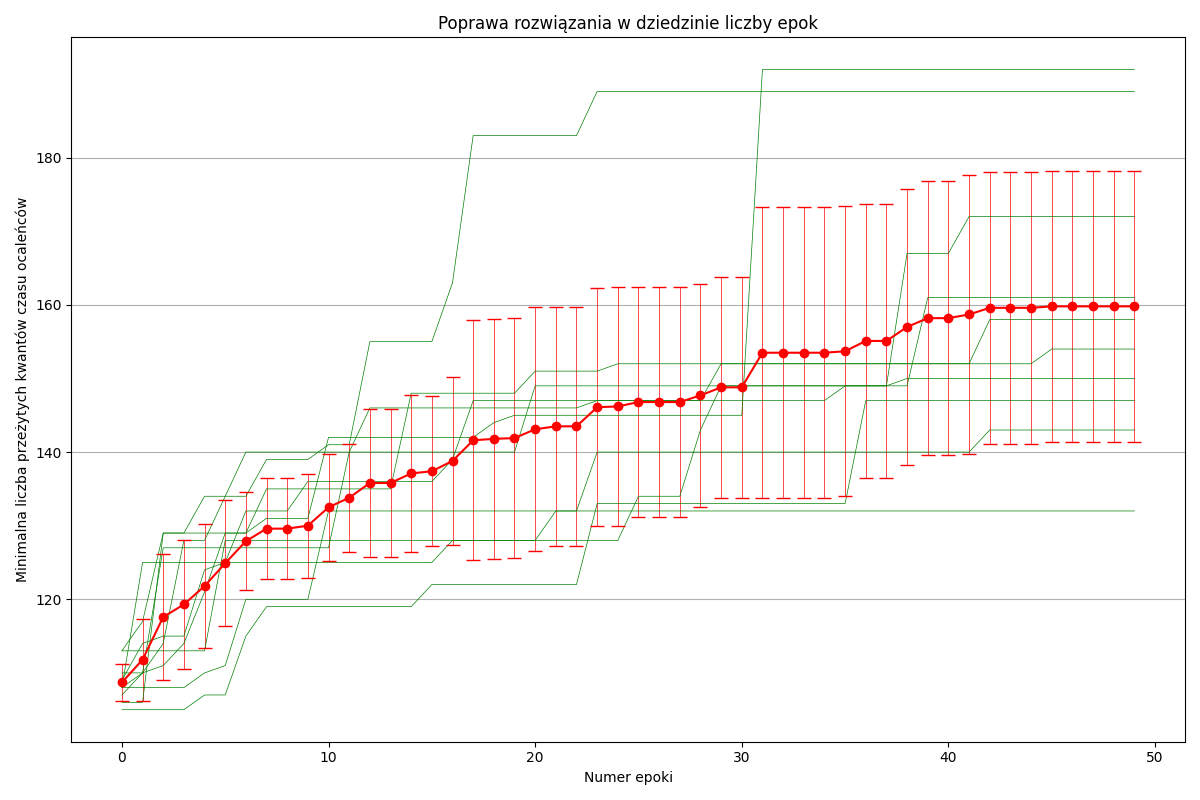 Poprawa rozwiązania w dziedzinie liczby epok
Minimalna liczba przeżytych kwantów czasu ocaleńców
180
160
140
120
0 10 20 30 40 50
Numer epoki